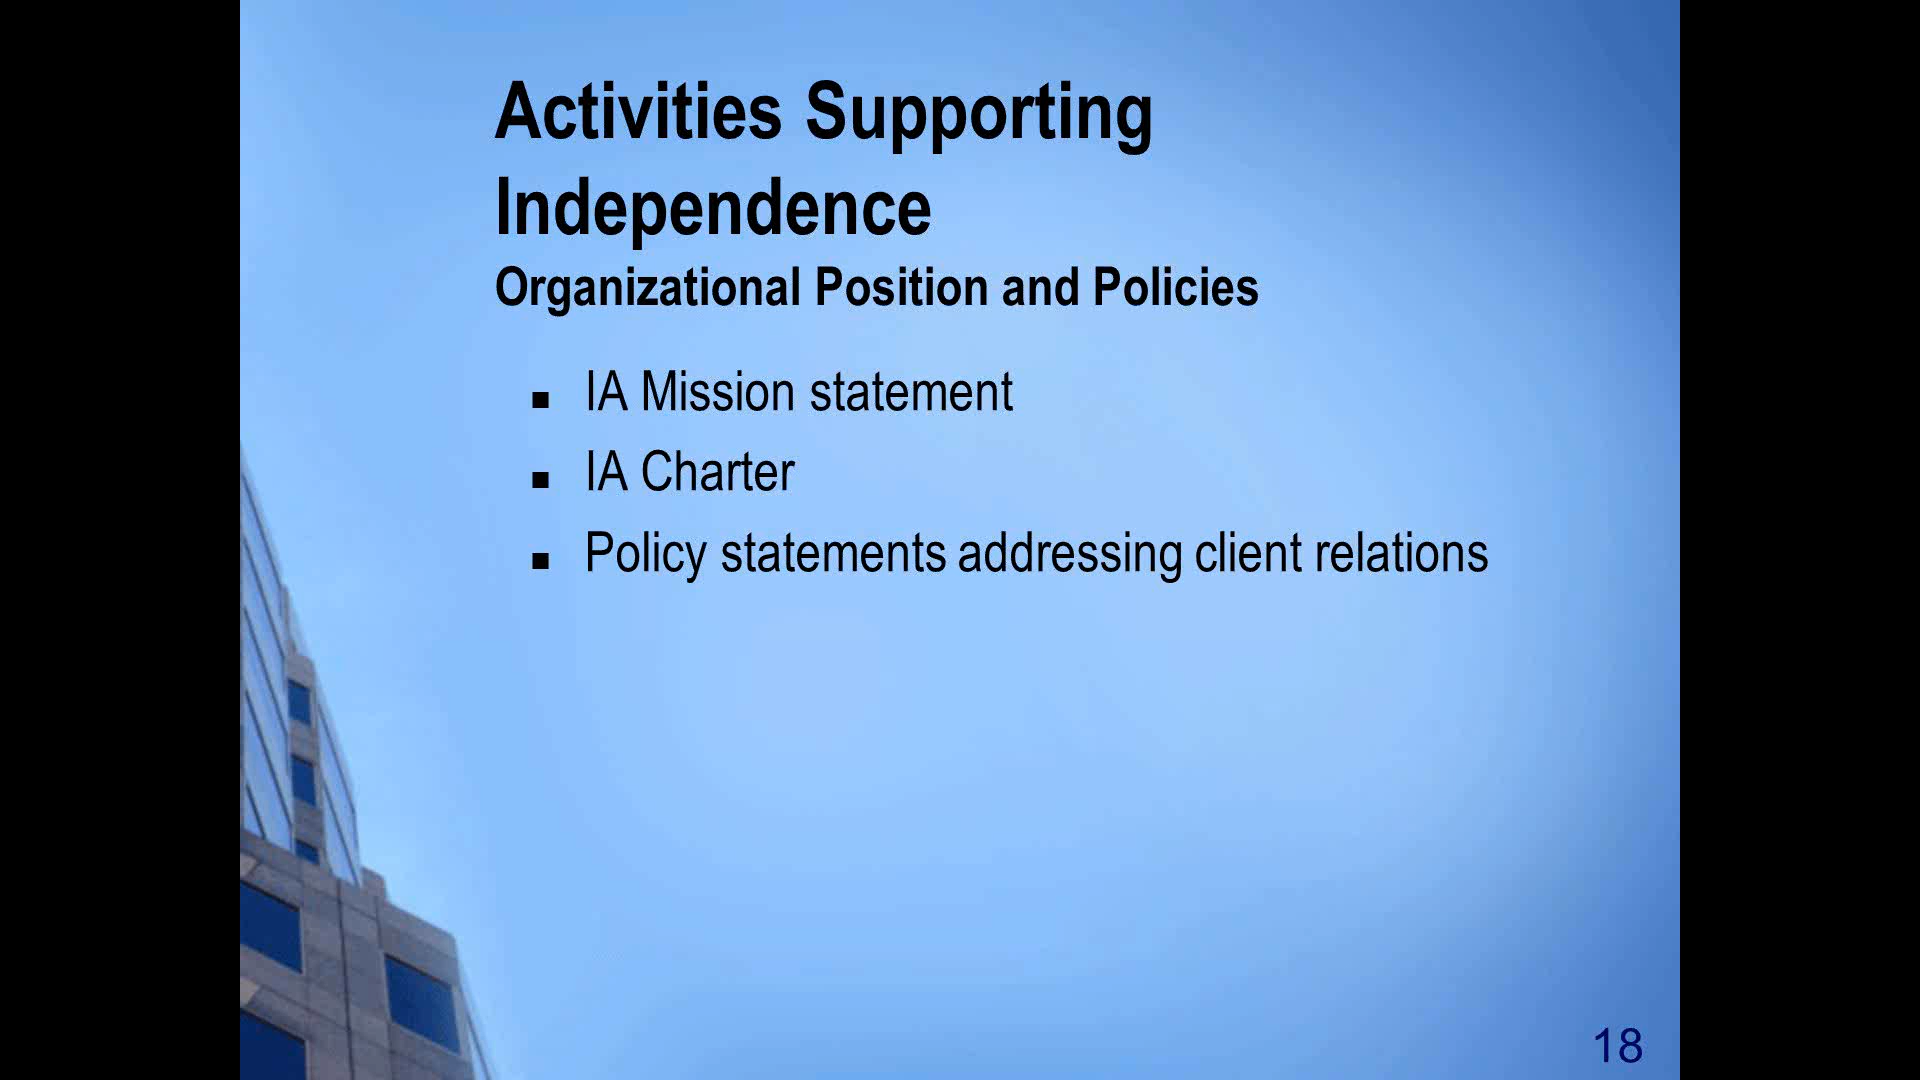 Activities Supporting
Independence
Organizational Position and Policies
IA Mission statement
IA Charter
Policy statements addressing client relations
18